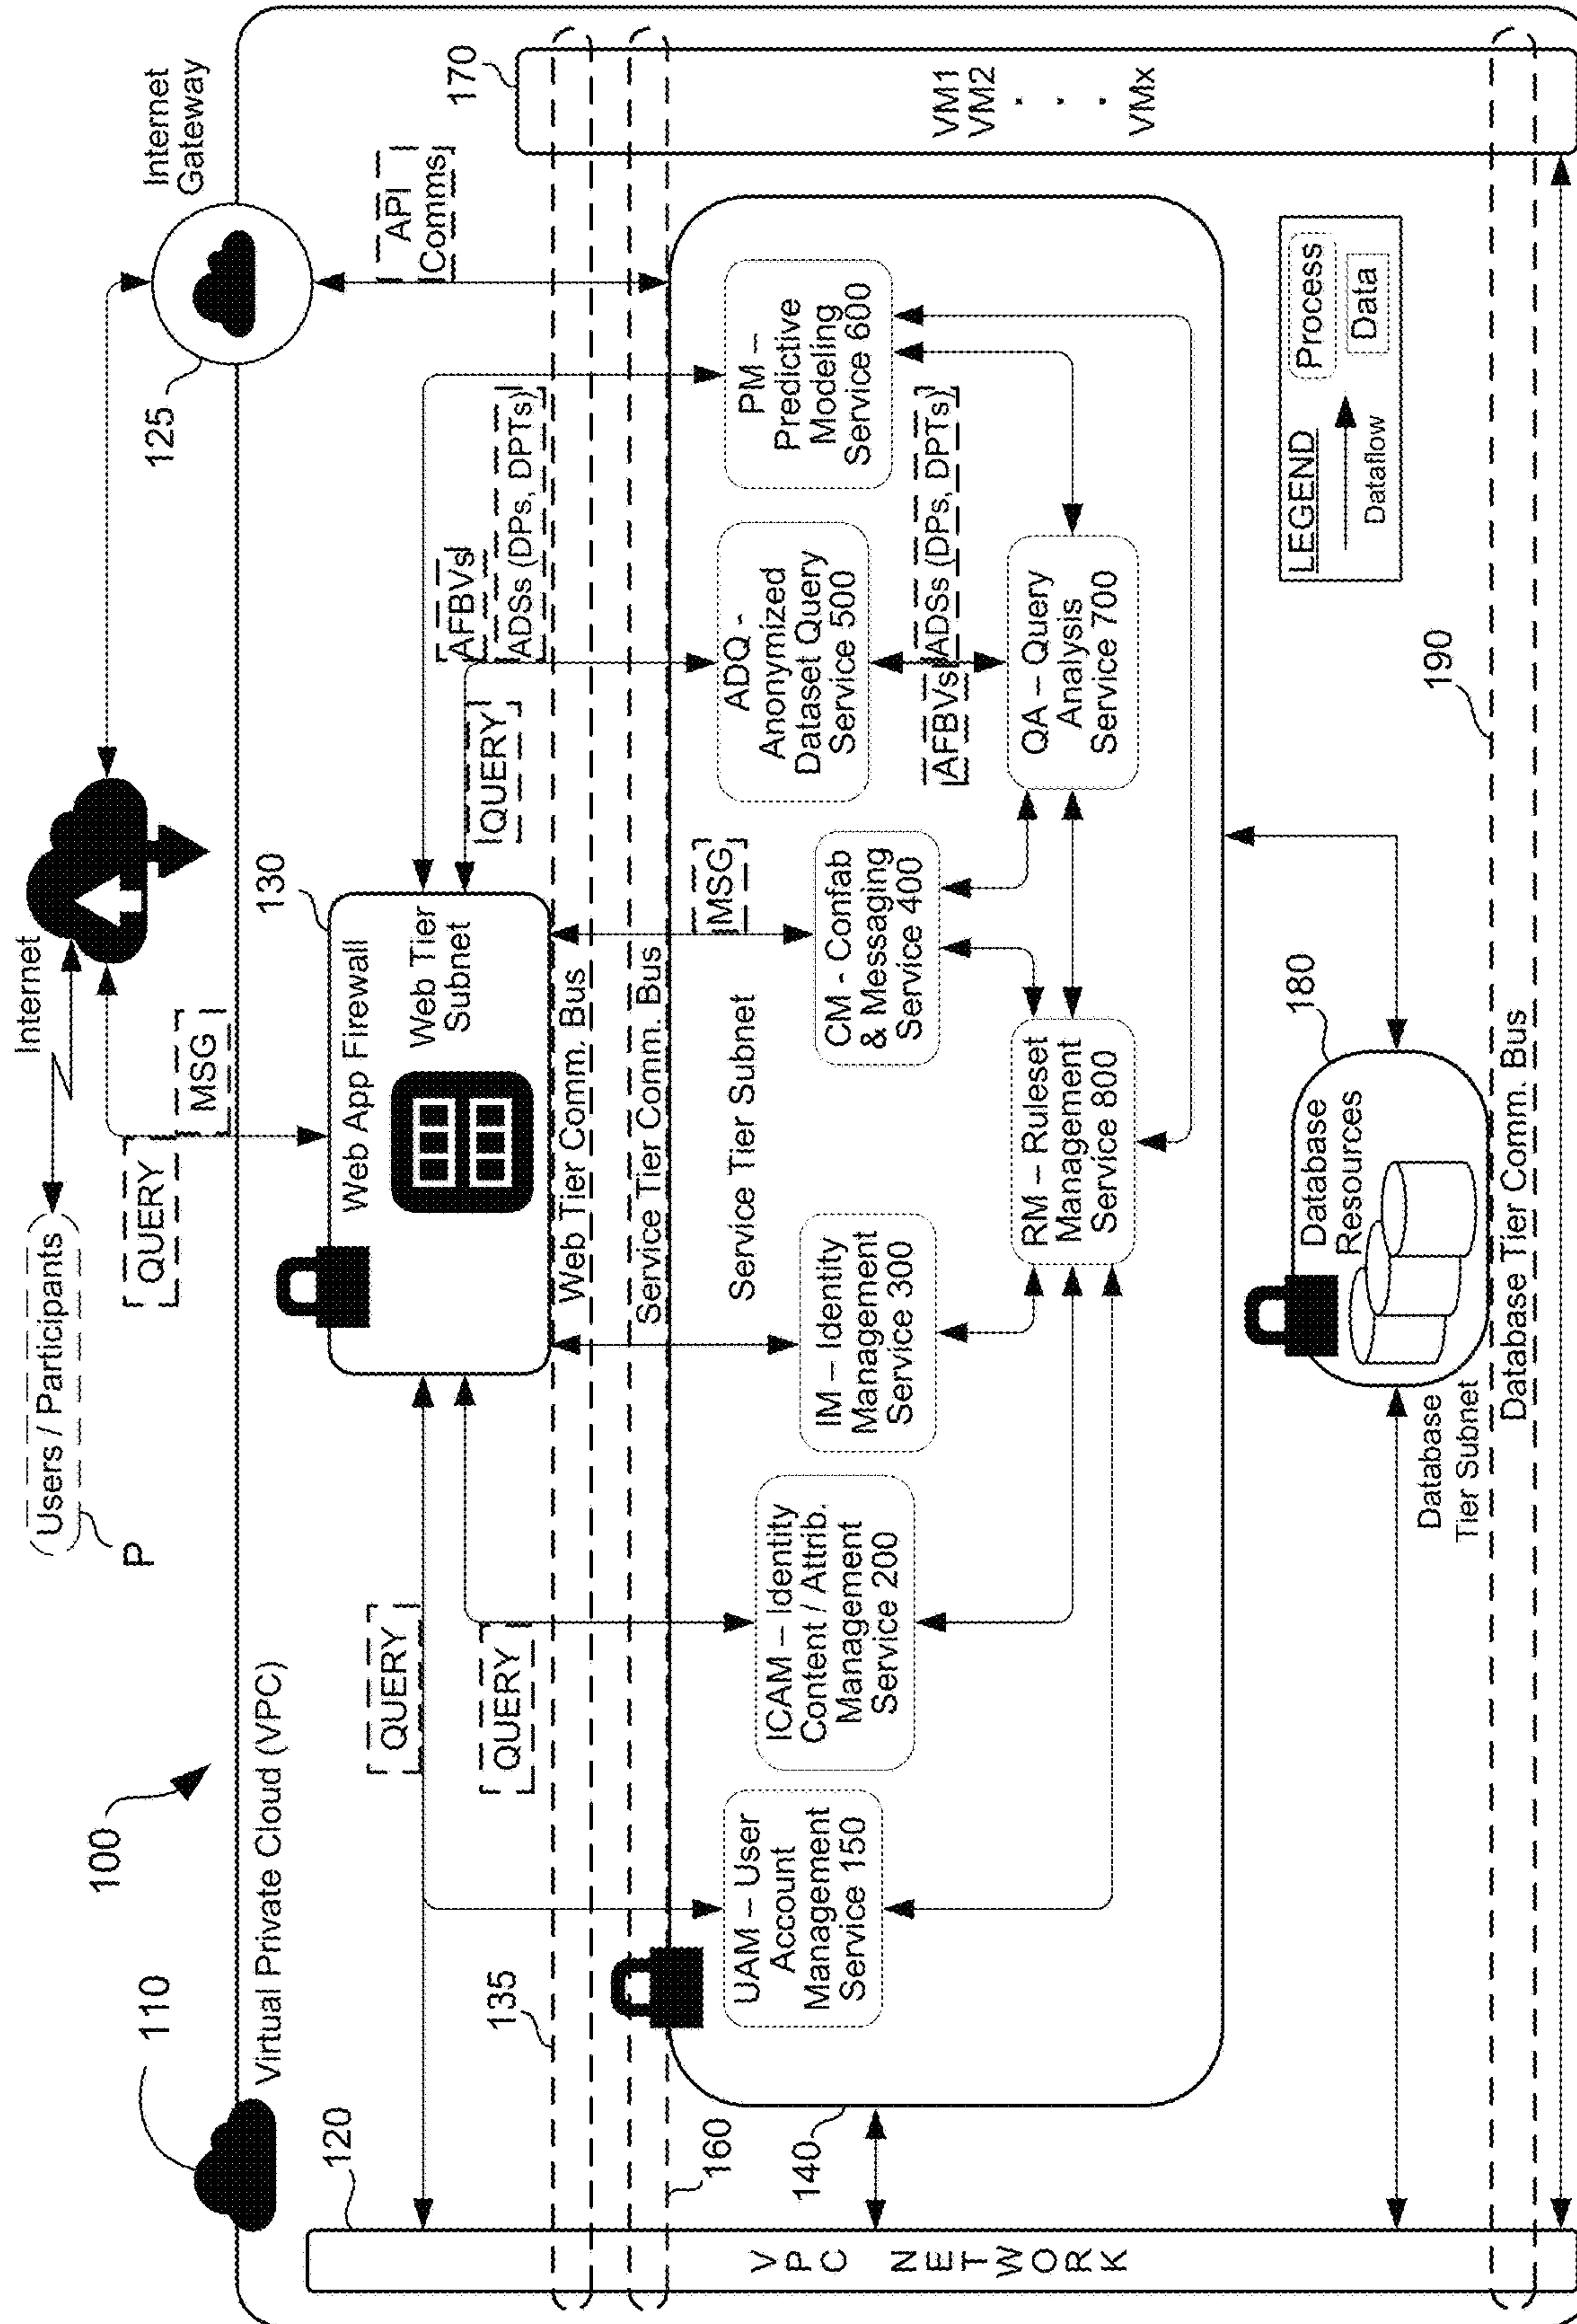 Users / Participants
P
Internet
Internet
Gateway
QUERY
MSG
125
100
110
Virtual Private Cloud (VPC)
130
170
120
Web App Firewall
Web Tier
Subnet
API
Comms
QUERY
QUERY
QUERY
AFBVs
ADSs (DPs, DPTs)
135
Web Tier Comm. Bus
Service Tier Comm. Bus
160
140
Service Tier Subnet
MSG
UAM – User
Account
Management
Service 150
ICAM – Identity
Content / Attrib.
Management
Service 200
IM – Identity
Management
Service 300
CM - Confab
& Messaging
Service 400
ADQ -
Anonymized
Dataset Query
Service 500
PM –
Predictive
Modeling
Service 600
AFBVs
ADSs (DPs, DPTs)
RM – Ruleset
Management
Service 800
QA – Query
Analysis
Service 700
VPC NETWORK
VM1
VM2
.
.
.
VMx
180
Database
Resources
Database
Tier Subnet
Database Tier Comm. Bus
190
LEGEND
Process
Dataflow
Data